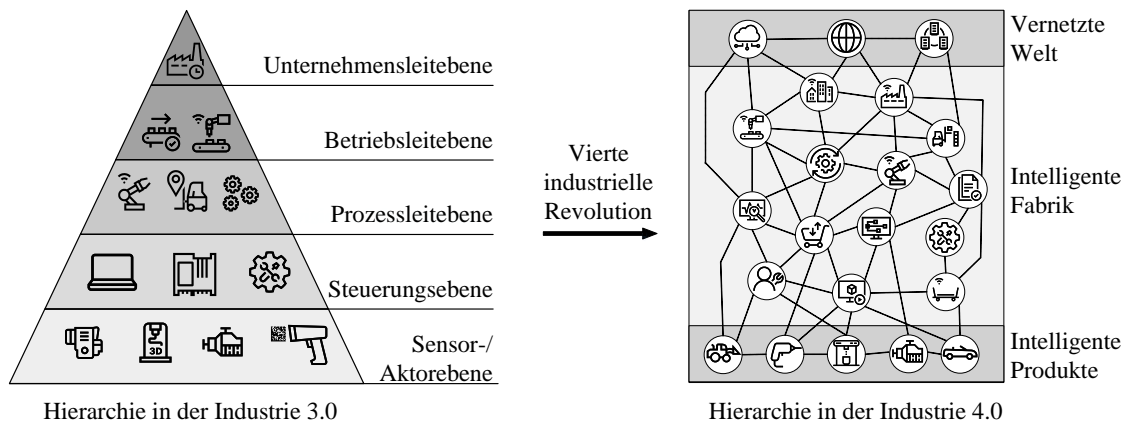 Unternehmensleitebene
Betriebsleitebene
Prozessleitebene
Steuerungsebene
3D
Sensor-/
Aktorebene
Hierarchie in der Industrie 3.0
Vierte
industrielle
Revolution
Vernetzte
Welt
Intelligente
Fabrik
Intelligente
Produkte
Hierarchie in der Industrie 4.0